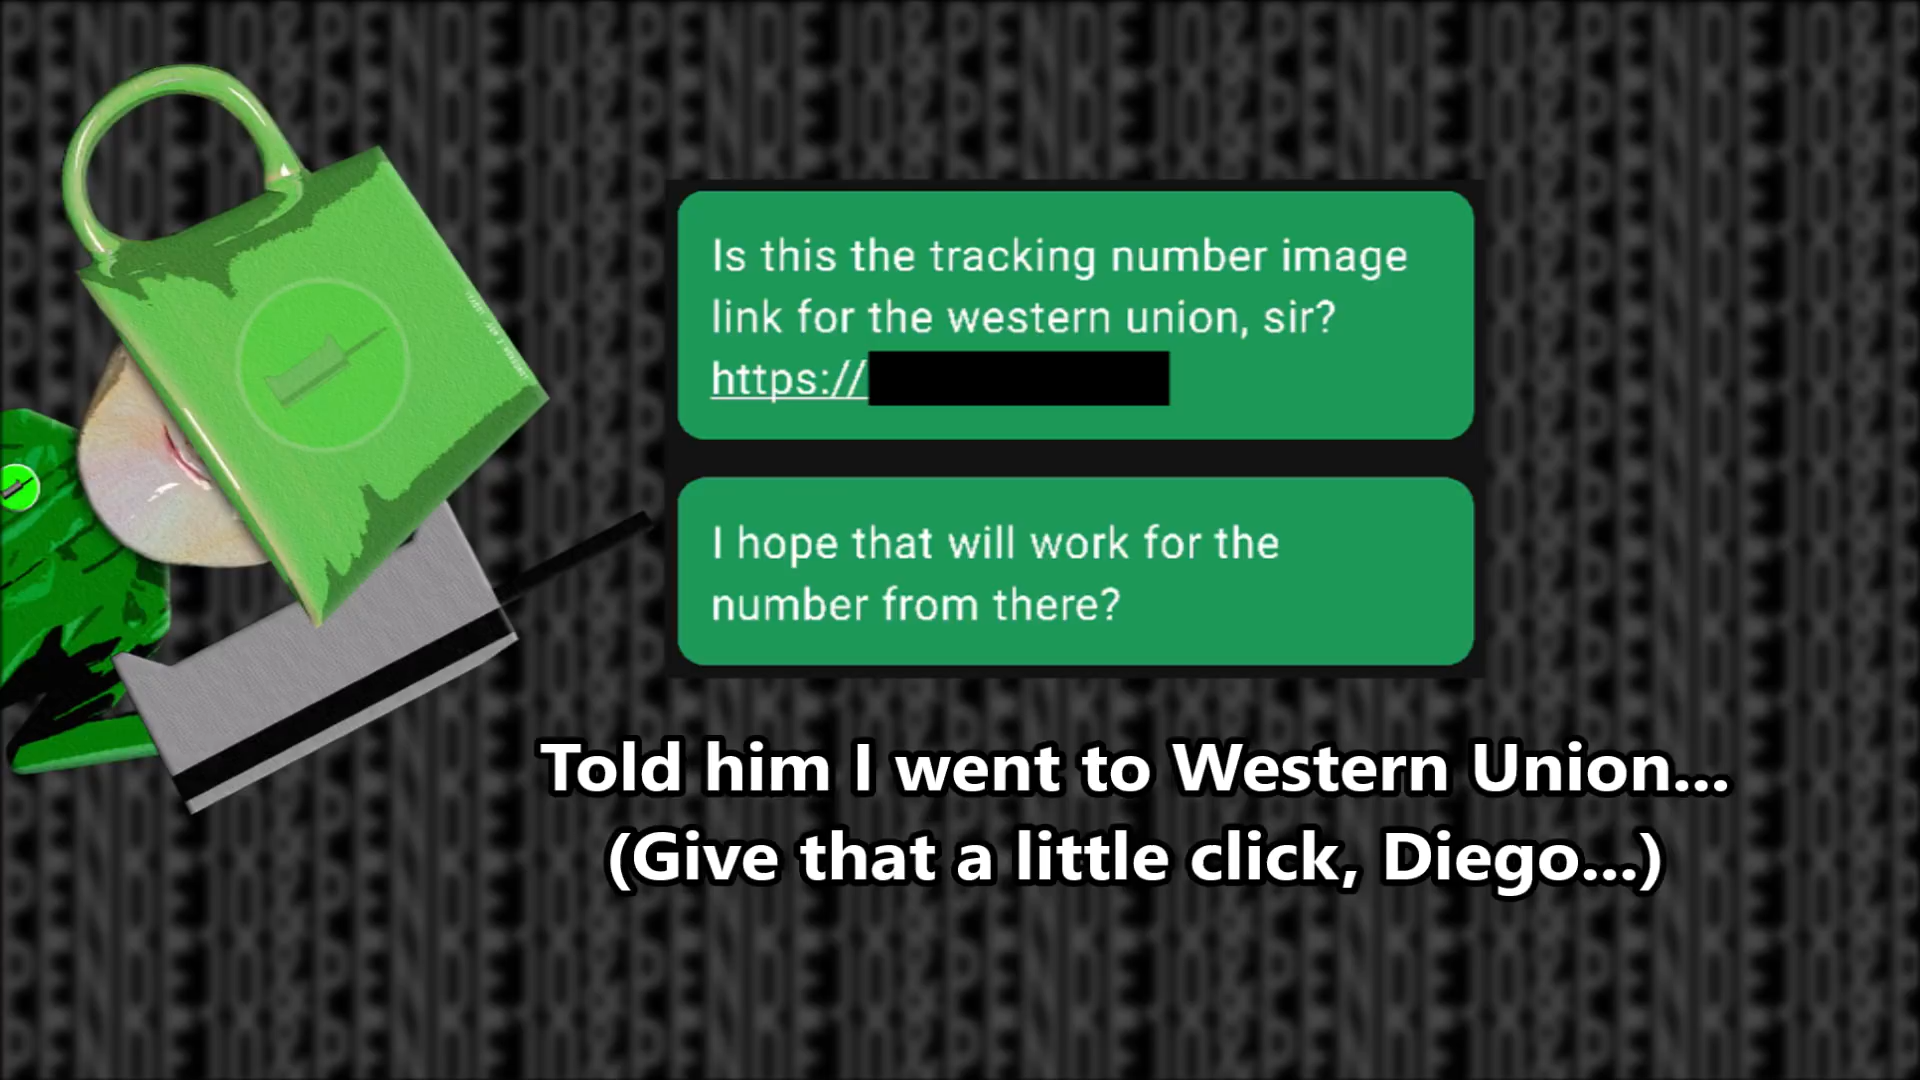 Is this the tracking number image
link for the western union, sir?
https://
I hope that will work for the
number from there?
Told him I went to Western Union...
(Give that a little click, Diego...)